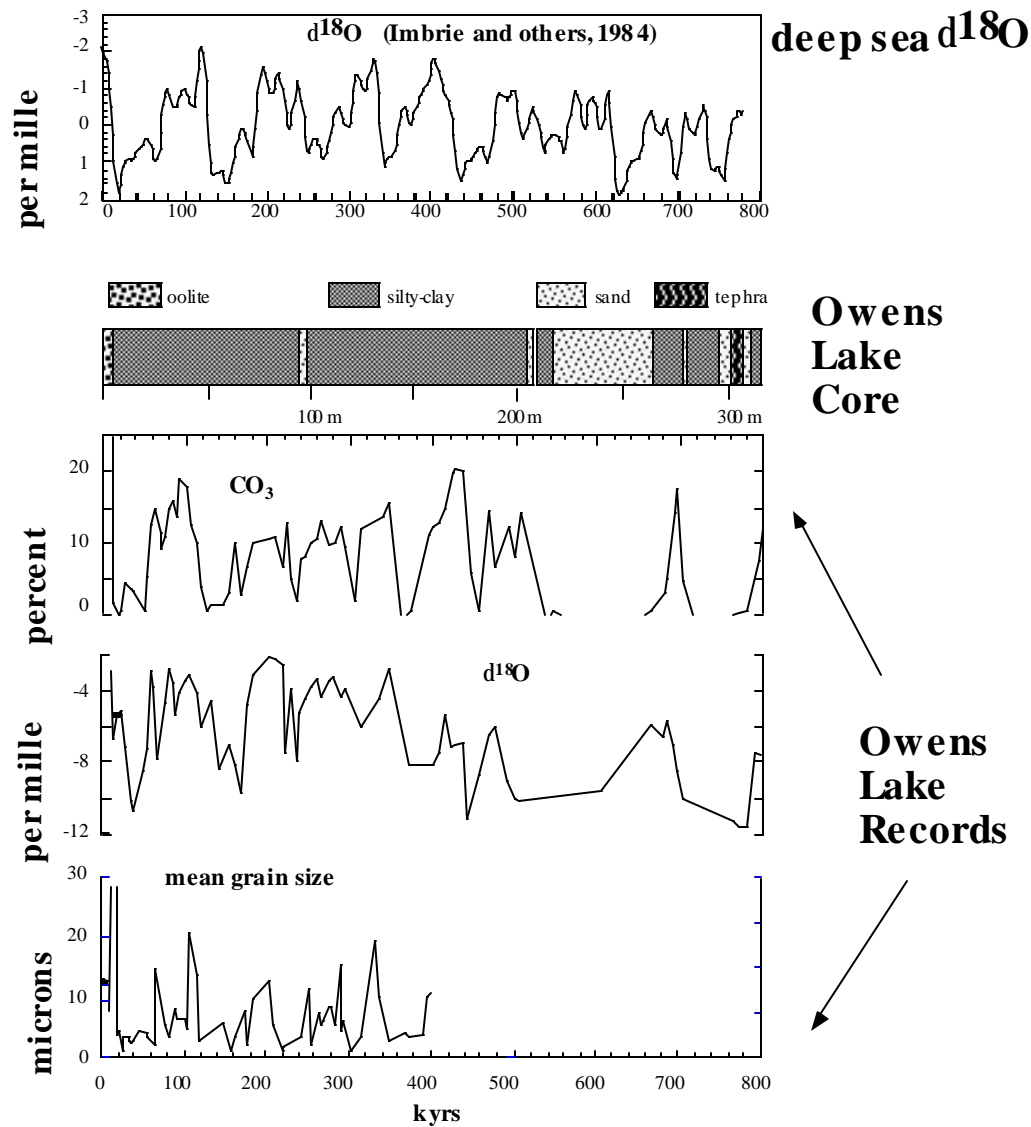 d18O (Imbrie and others, 1984)
deep sea d18O
per mille
-3
-2
-1
0
1
2
0 100 200 300 400 500 600 700 800
oolite silty-clay sand tephra
Owens
Lake
Core
100 m 200 m 300 m
CO3
percent
20
10
0
d18O
per mille
-4
-8
-12
Owens
Lake
Records
mean grain size
microns
30
20
10
0
0 100 200 300 400 500 600 700 800
kyrs